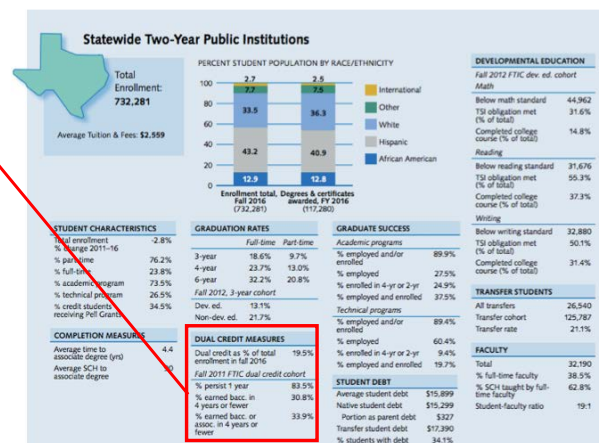 Statewide Two-Year Public Institutions
Total
Enrollment:
732,281
Average Tuition & Fees: $2,559
PERCENT STUDENT POPULATION BY RACE/ETHNICITY
100
80
60
40
20
0
2.7
7.7
33.5
43.2
12.9
2.5
7.5
36.3
40.9
12.8
International
Other
White
Hispanic
African American
Enrollment total, Degrees & certificates
Fall 2016 awarded, FY 2016
(732,281) (117,280)
STUDENT CHARACTERISTICS
Total enrollment -2.8%
% change 2011–16
% part-time 76.2%
% full-time 23.8%
% academic program 73.5%
% technical program 26.5%
% credit students 34.5%
receiving Pell Grants
COMPLETION MEASURES
Average time to 4.4
associate degree (yrs)
Average SCH to
associate degree
GRADUATION RATES
Full-time Part-time
3-year 18.6% 9.7%
4-year 23.7% 13.0%
6-year 32.2% 20.8%
Fall 2012, 3-year cohort
Dev. ed. 13.1%
Non-dev. ed. 21.7%
DUAL CREDIT MEASURES
Dual credit as % of total 19.5%
enrollment in fall 2016
Fall 2011 FTIC dual credit cohort
% persist 1 year 83.5%
% earned bacc. in 30.8%
4 years or fewer
% earned bacc. or 33.9%
assoc. in 4 years or
fewer
GRADUATE SUCCESS
Academic programs
% employed and/or 89.9%
enrolled
% employed 27.5%
% enrolled in 4-yr or 2-yr 24.9%
% employed and enrolled 37.5%
Technical programs
% employed and/or 89.4%
enrolled
% employed 60.4%
% enrolled in 4-yr or 2-yr 9.4%
% employed and enrolled 19.7%
STUDENT DEBT
Average student debt $15,899
Native student debt $15,299
Portion as parent debt $327
Transfer student debt $17,390
% students with debt 34.1%
DEVELOPMENTAL EDUCATION
Fall 2012 FTIC dev. ed. cohort
Math
Below math standard 44,962
TSI obligation met 31.6%
(% of total)
Completed college 14.8%
course (% of total)
Reading
Below reading standard 31,676
TSI obligation met 55.3%
(% of total)
Completed college 37.3%
course (% of total)
Writing
Below writing standard 32,880
TSI obligation met 50.1%
(% of total)
Completed college 31.4%
course (% of total)
TRANSFER STUDENTS
All transfers 26,540
Transfer cohort 125,787
Transfer rate 21.1%
FACULTY
Total 32,190
% full-time faculty 38.5%
% SCH taught by full- 62.8%
time faculty
Student-faculty ratio 19:1